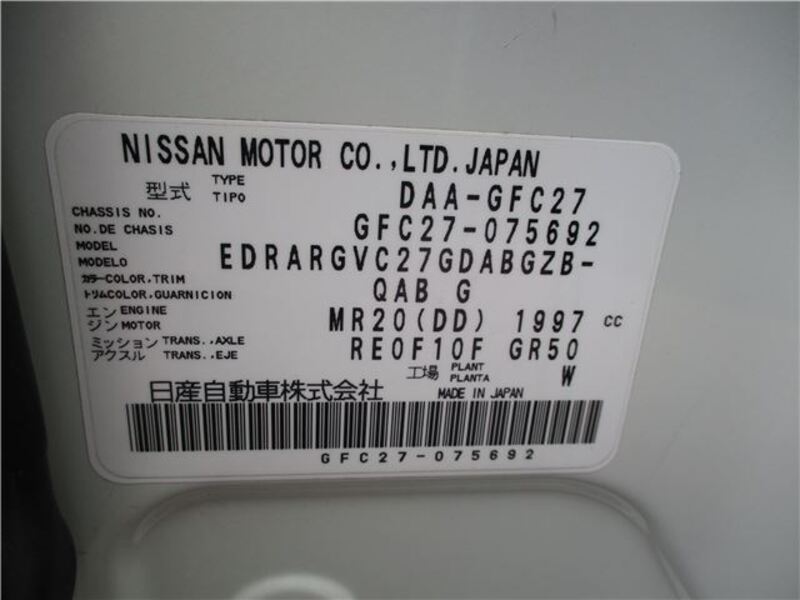 NISSAN MOTOR CO.,LTD.JAPAN
型式 TYPE TIPO DAA-GFC27
CHASSIS NO.
NO.DE CHASIS GFC27-075692
MODEL
MODELO EDRARGVC27GDABGZB-
カラーCOLOR,TRIM
トリムCOLOR,GUARNICION QAB G
エンジン ENGINE MOTOR MR20(DD) 1997 CC
ミッション TRANS.,AXLE
アクスル TRANS.,EJE RE0F10F GR50
工場 PLANT PLANTA W
日産自動車株式会社 MADE IN JAPAN
GFC27-075692